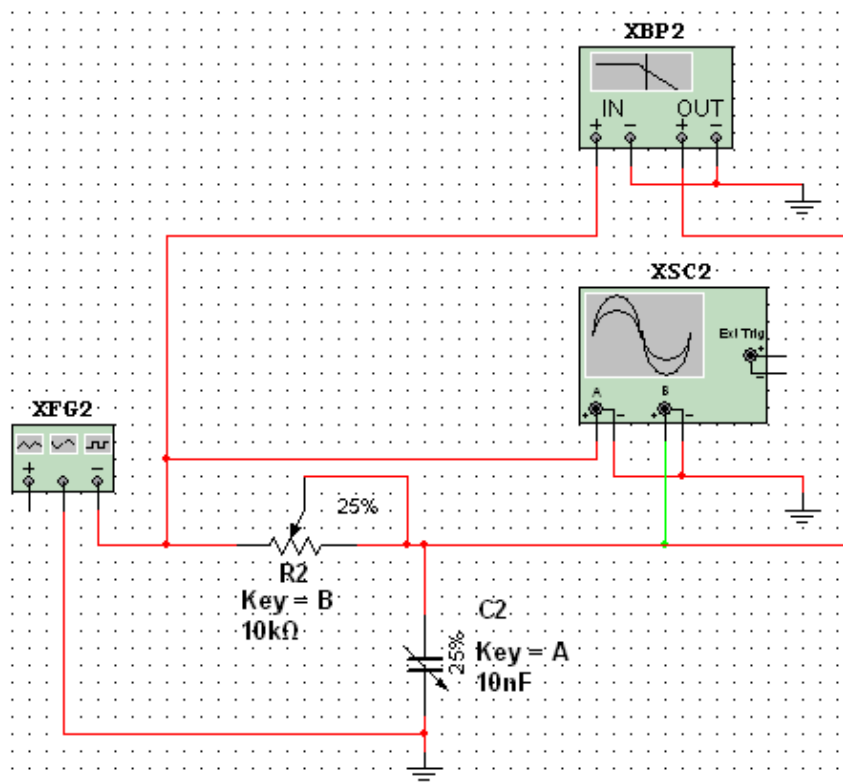 XBP2
IN OUT
+ − + −
XSC2
Ext Trig
+
−
A B
+ − + −
XFG2
+ −
25%
R2
Key = B
10kΩ
C2
25%
Key = A
10nF